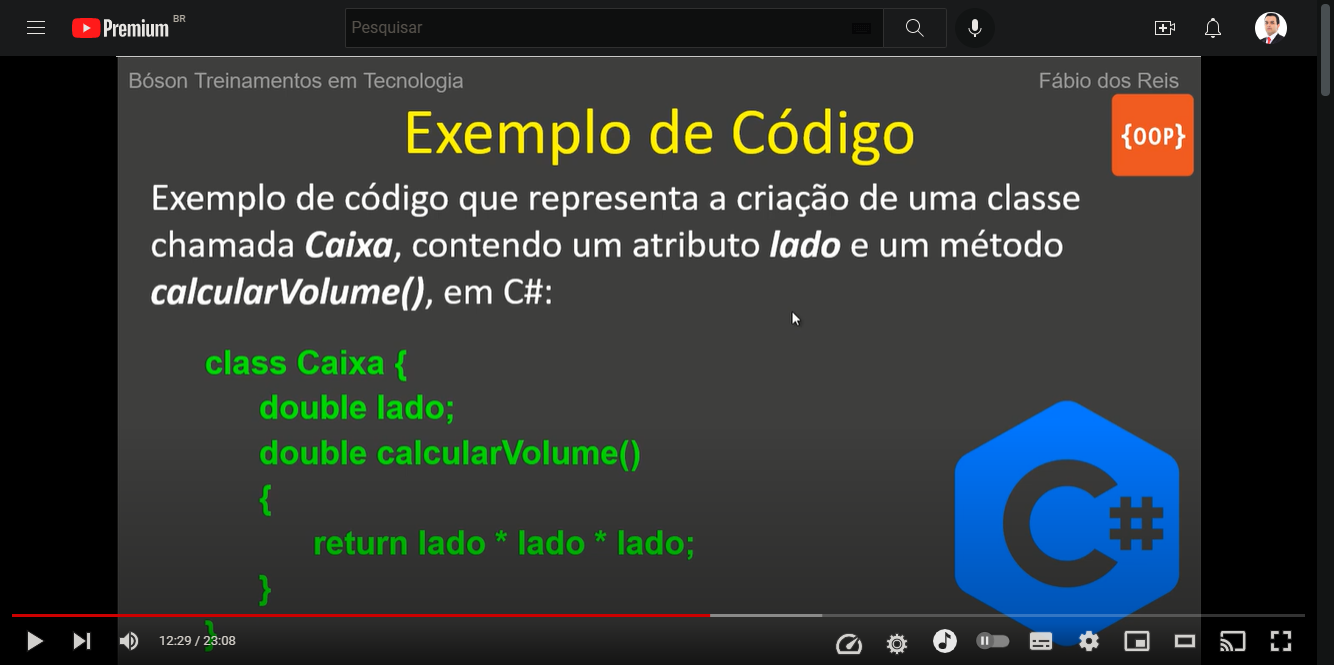 Premium BR
Pesquisar
Bóson Treinamentos em Tecnologia
Fábio dos Reis
Exemplo de Código
{OOP}
Exemplo de código que representa a criação de uma classe
chamada Caixa, contendo um atributo lado e um método
calcularVolume(), em C#:
class Caixa {
double lado;
double calcularVolume()
{
return lado * lado * lado;
}
}
C#
12:29 / 23:08